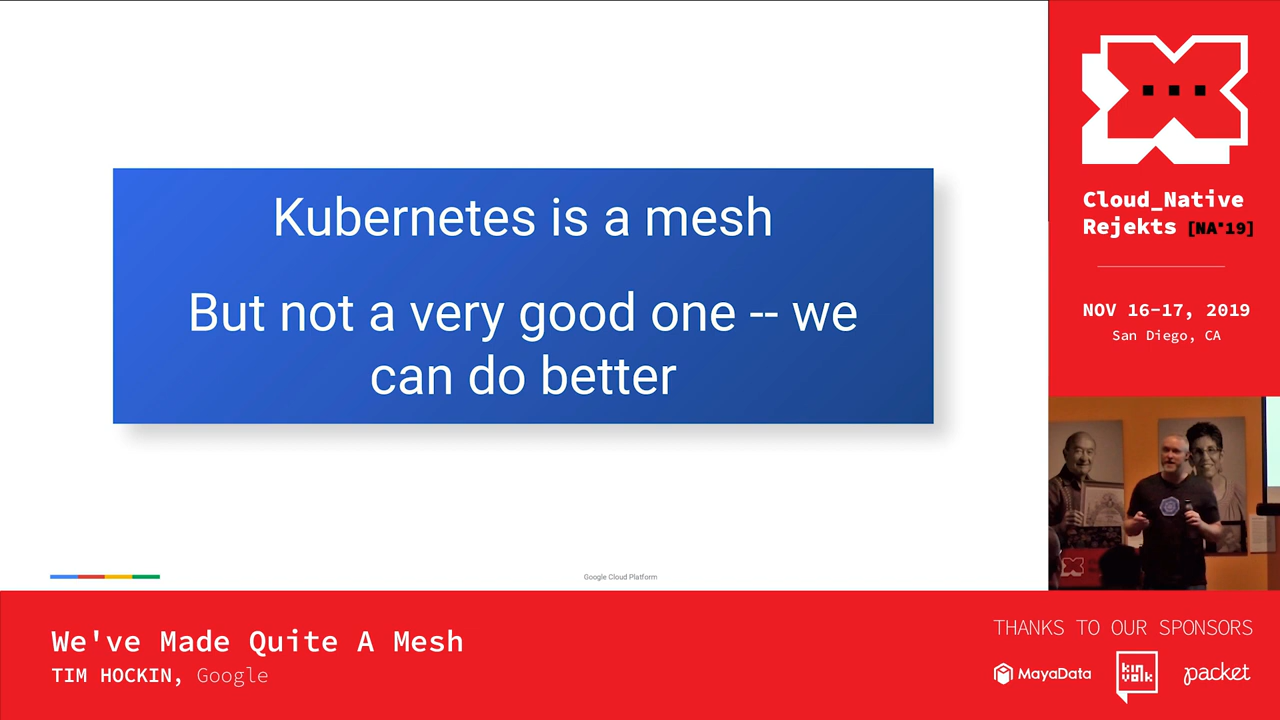 Kubernetes is a mesh
But not a very good one -- we
can do better
Google Cloud Platform
Cloud_Native
Rejekts [NA'19]
NOV 16-17, 2019
San Diego, CA
We've Made Quite A Mesh
TIM HOCKIN, Google
THANKS TO OUR SPONSORS
MayaData
kin
volk
packet